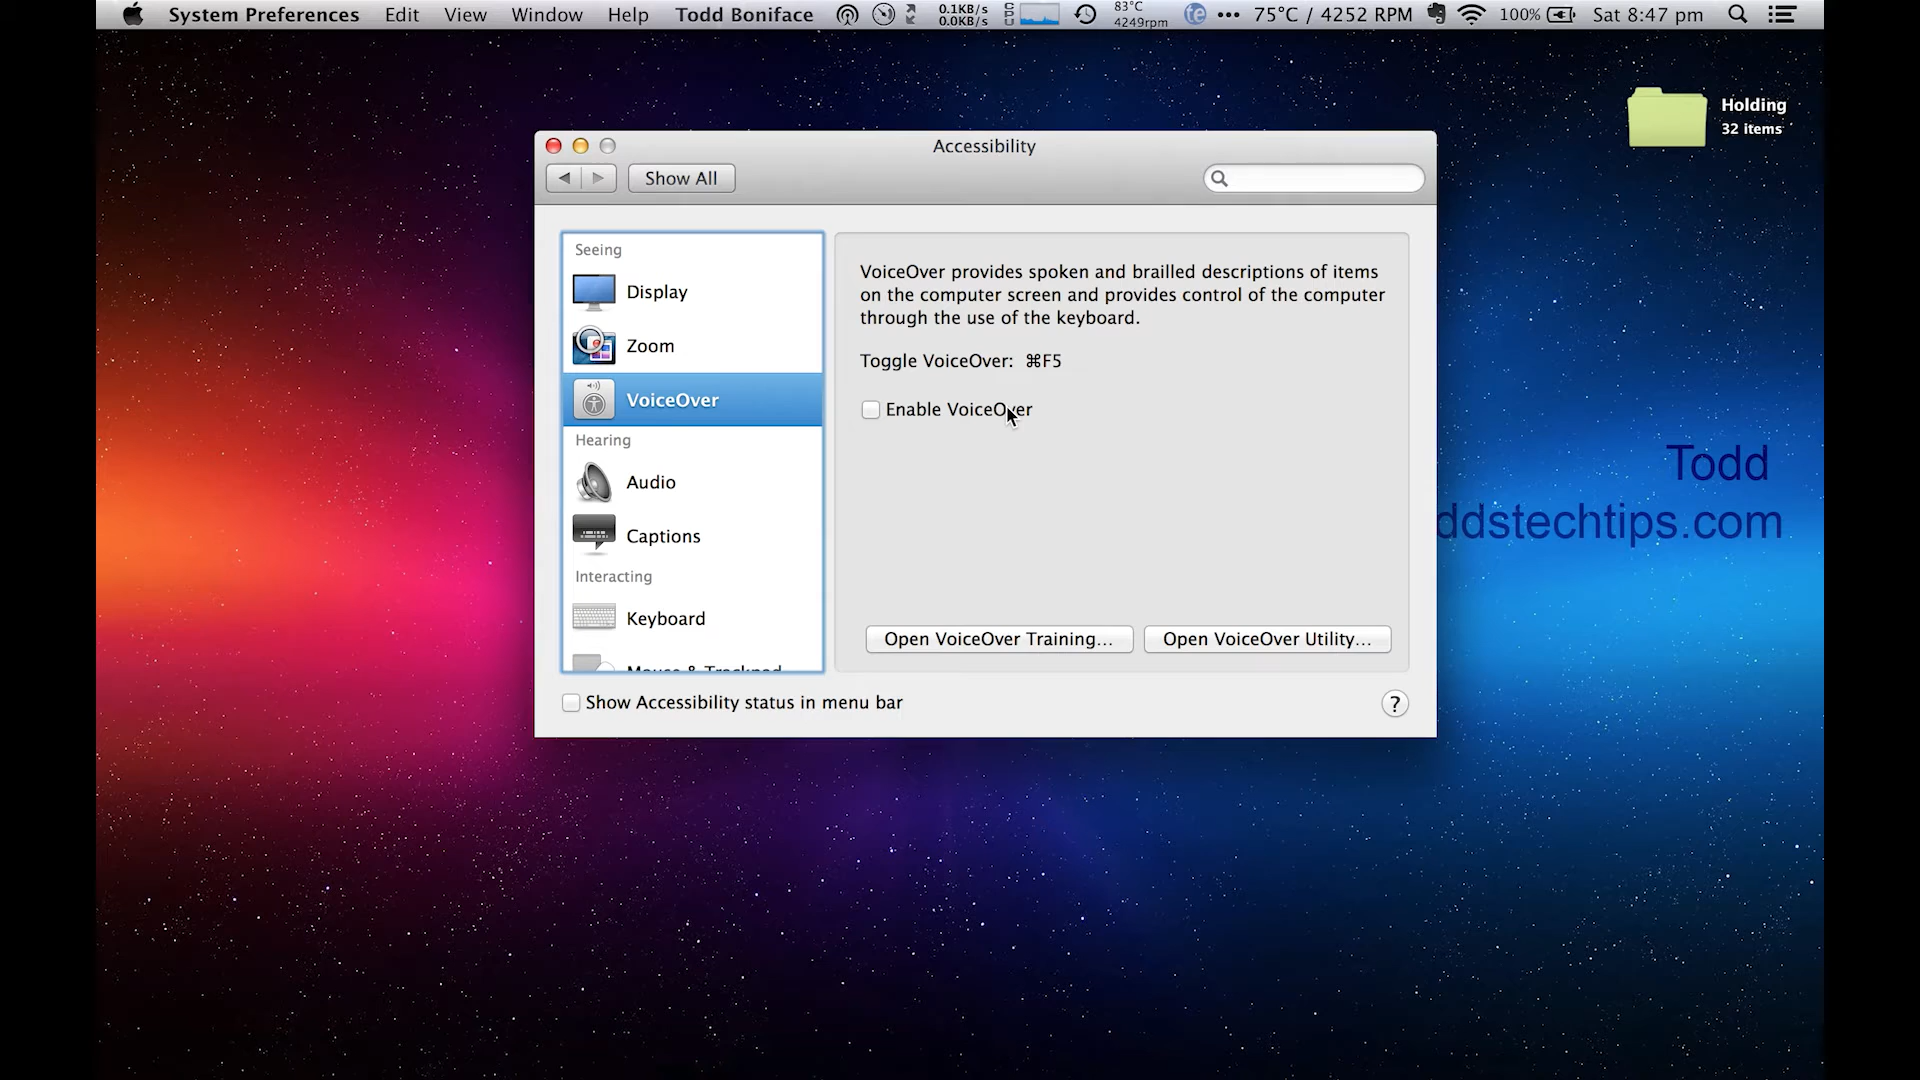 System Preferences Edit View Window Help Todd Boniface 0.1KB/s 0.0KB/s CPU 83°C 4249rpm te 75°C / 4252 RPM 100% Sat 8:47 pm
Holding
32 items
Accessibility
Show All
Seeing
Display
Zoom
VoiceOver
Hearing
Audio
Captions
Interacting
Keyboard
Mouse & Trackpad
VoiceOver provides spoken and brailled descriptions of items
on the computer screen and provides control of the computer
through the use of the keyboard.
Toggle VoiceOver: ⌘F5
Enable VoiceOver
Open VoiceOver Training... Open VoiceOver Utility...
Show Accessibility status in menu bar ?
Todd
ddstechtips.com